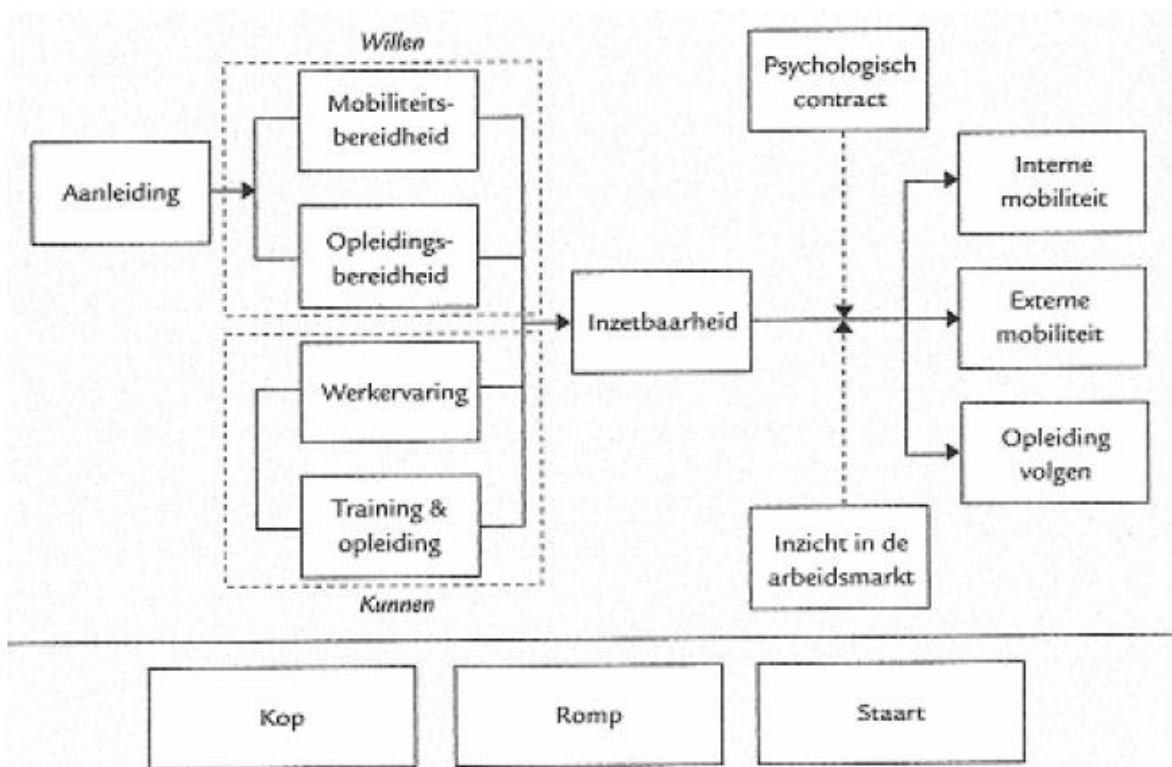 Willen
Mobiliteits-
bereidheid
Opleidings-
bereidheid
Aanleiding
Werkervaring
Training &
opleiding
Kunnen
Inzetbaarheid
Psychologisch
contract
Inzicht in de
arbeidsmarkt
Interne
mobiliteit
Externe
mobiliteit
Opleiding
volgen
Kop
Romp
Staart